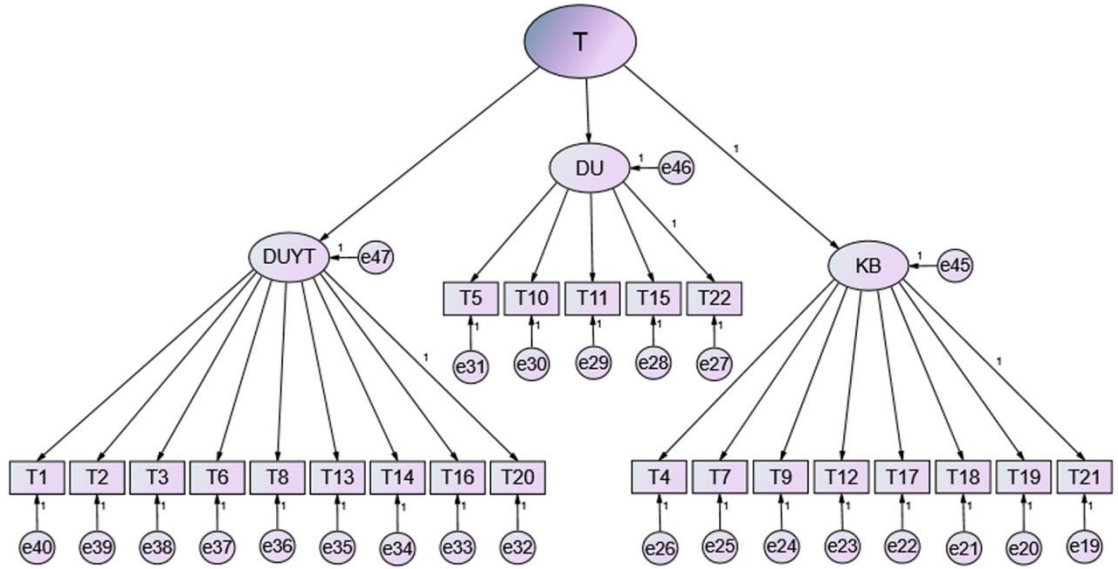 T
1
DU
1
e46
DUYT
1
e47
1
KB
1
e45
T5 T10 T11 T15 T22
1 1 1 1 1
e31 e30 e29 e28 e27
1
1
T1 T2 T3 T6 T8 T13 T14 T16 T20
1 1 1 1 1 1 1 1 1
e40 e39 e38 e37 e36 e35 e34 e33 e32
T4 T7 T9 T12 T17 T18 T19 T21
1 1 1 1 1 1 1 1
e26 e25 e24 e23 e22 e21 e20 e19